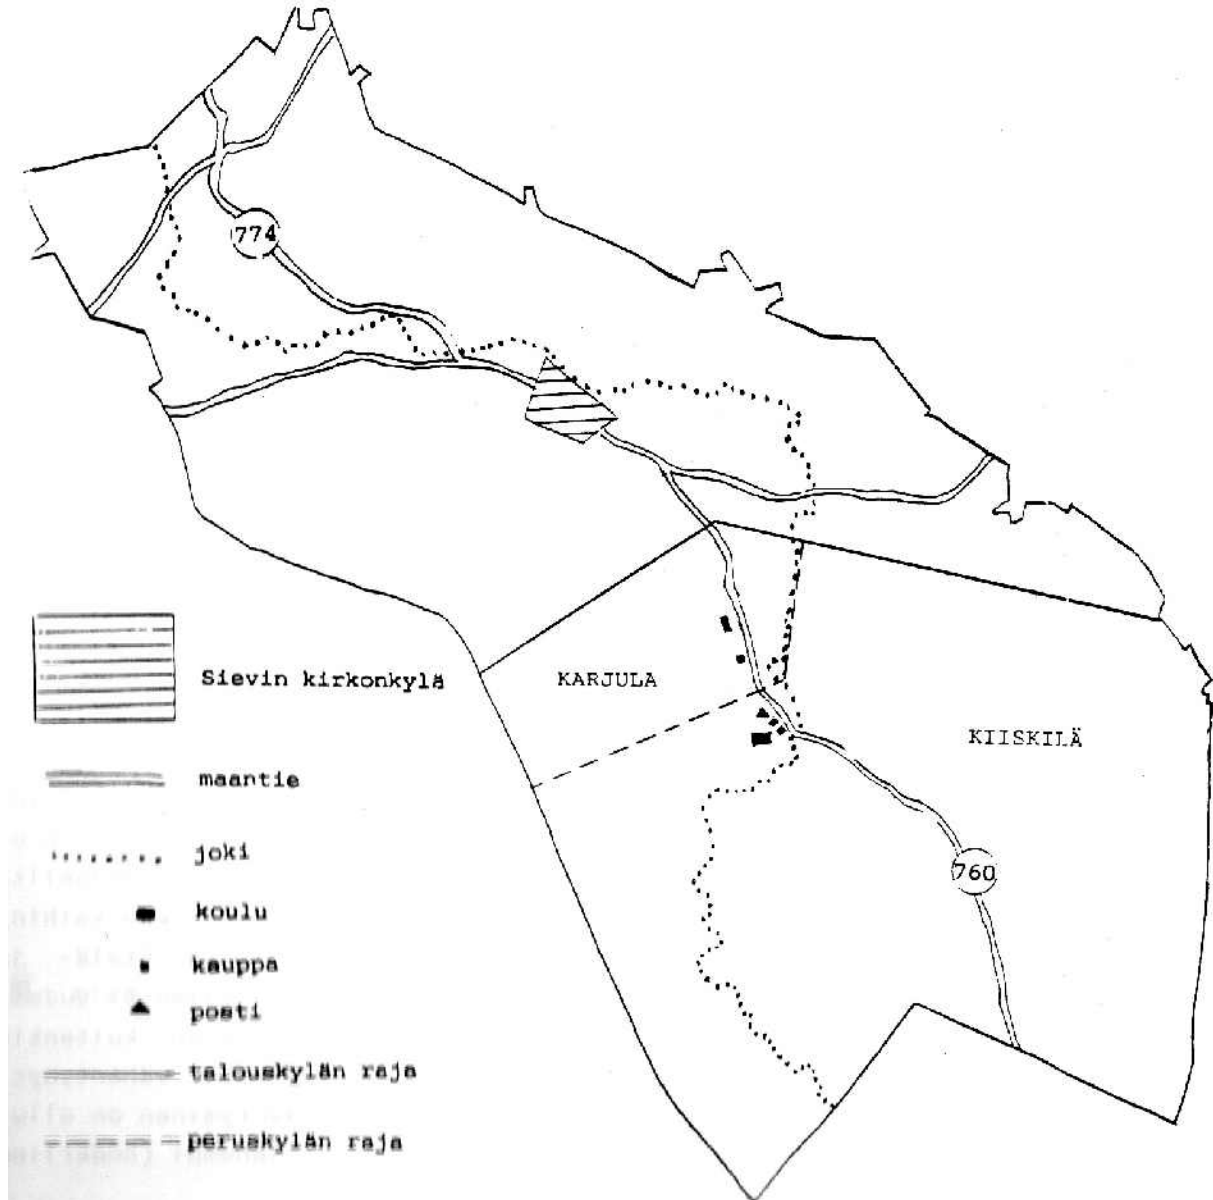 774
KARJULA
KIISKILÄ
760
Sievin kirkonkylä
maantie
joki
koulu
kauppa
posti
talouskylän raja
peruskylän raja